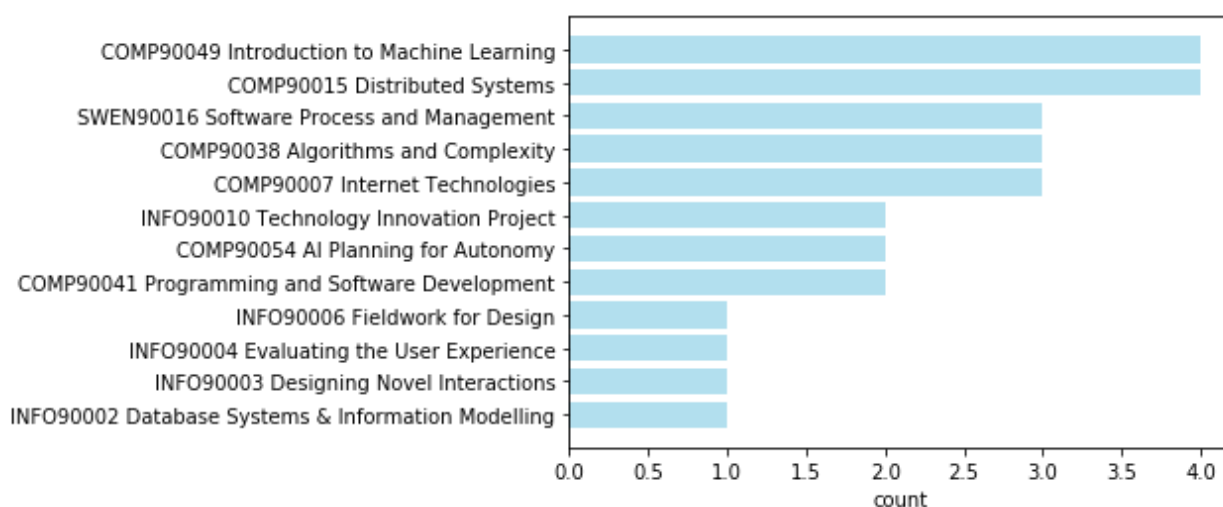 COMP90049 Introduction to Machine Learning
COMP90015 Distributed Systems
SWEN90016 Software Process and Management
COMP90038 Algorithms and Complexity
COMP90007 Internet Technologies
INFO90010 Technology Innovation Project
COMP90054 AI Planning for Autonomy
COMP90041 Programming and Software Development
INFO90006 Fieldwork for Design
INFO90004 Evaluating the User Experience
INFO90003 Designing Novel Interactions
INFO90002 Database Systems & Information Modelling
0.0 0.5 1.0 1.5 2.0 2.5 3.0 3.5 4.0
count